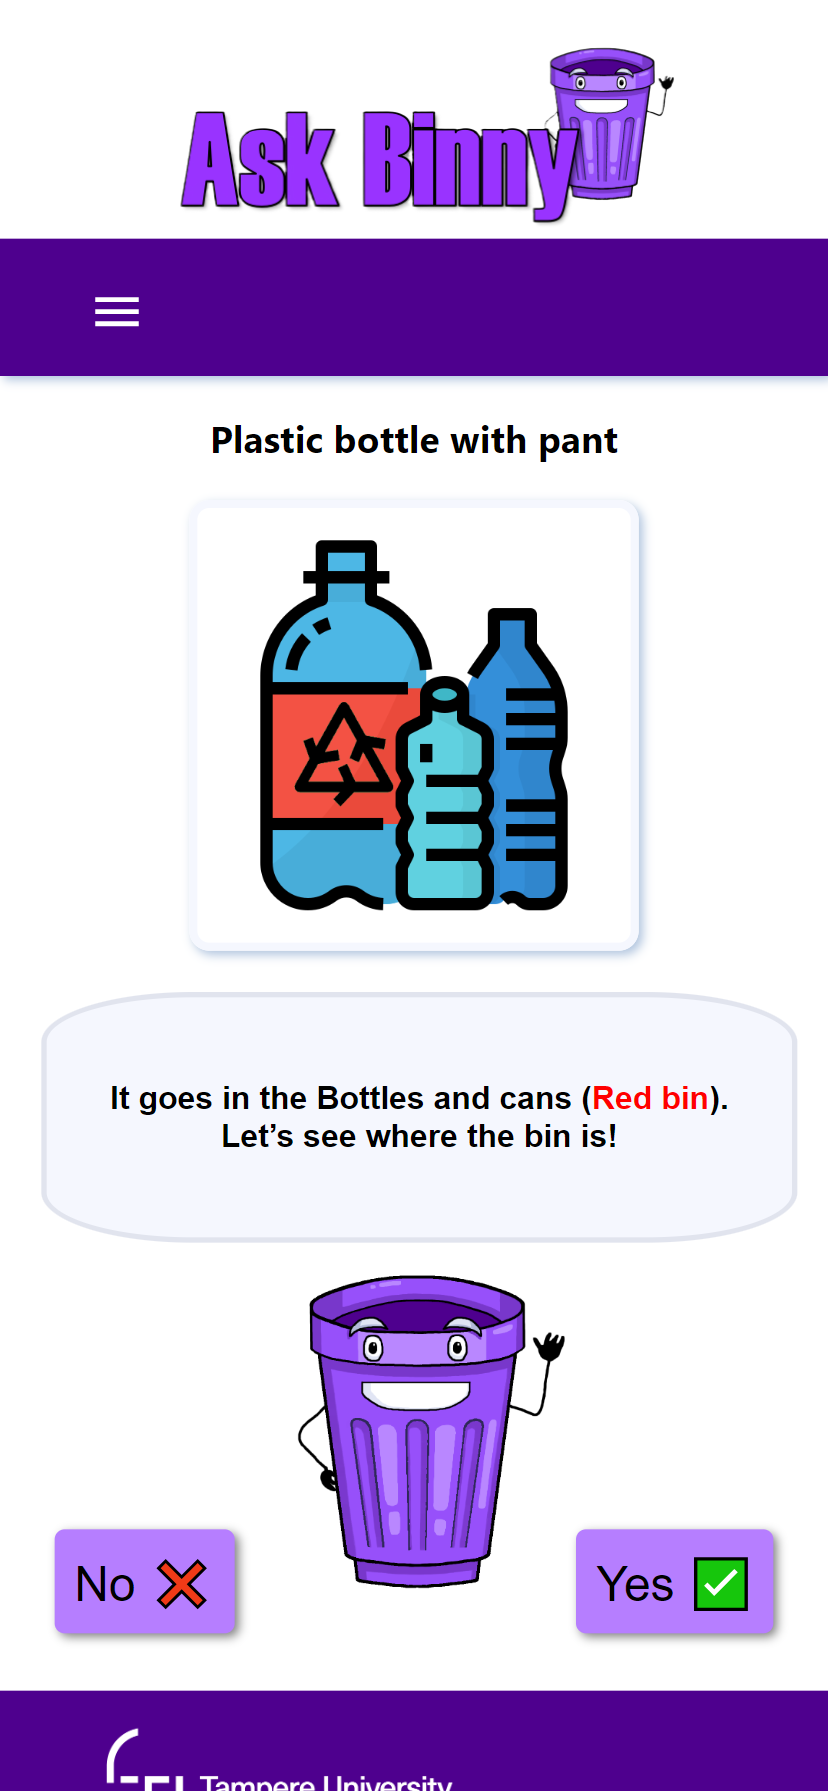 Ask Binny
Plastic bottle with pant
It goes in the Bottles and cans (Red bin).
Let’s see where the bin is!
No
Yes
Tampere University